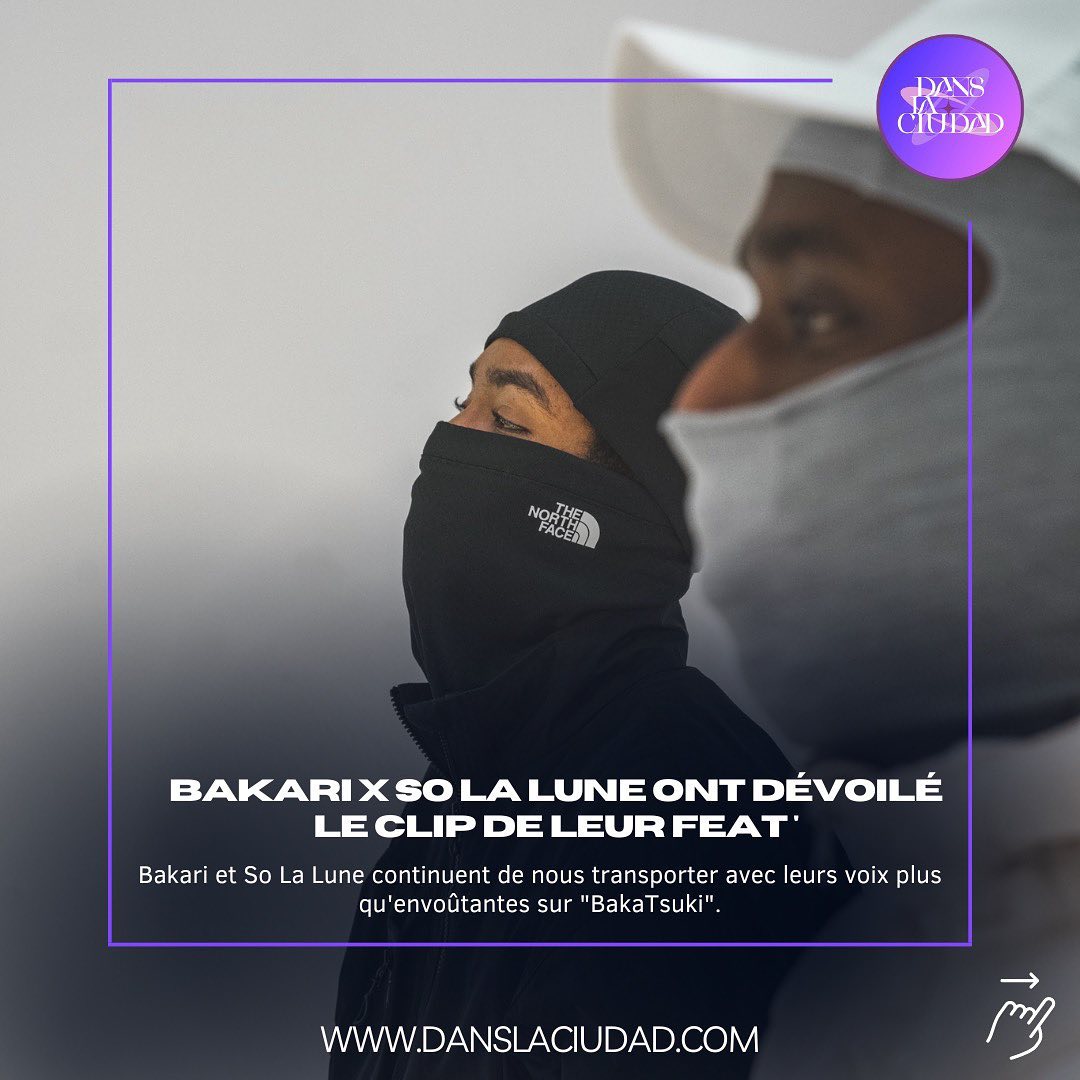 DANS
LA
CIUDAD
THE
NORTH
FACE
BAKARI X SO LA LUNE ONT DÉVOILÉ
LE CLIP DE LEUR FEAT'
Bakari et So La Lune continuent de nous transporter avec leurs voix plus
qu'envoûtantes sur "BakaTsuki".
WWW.DANSLACIUDAD.COM